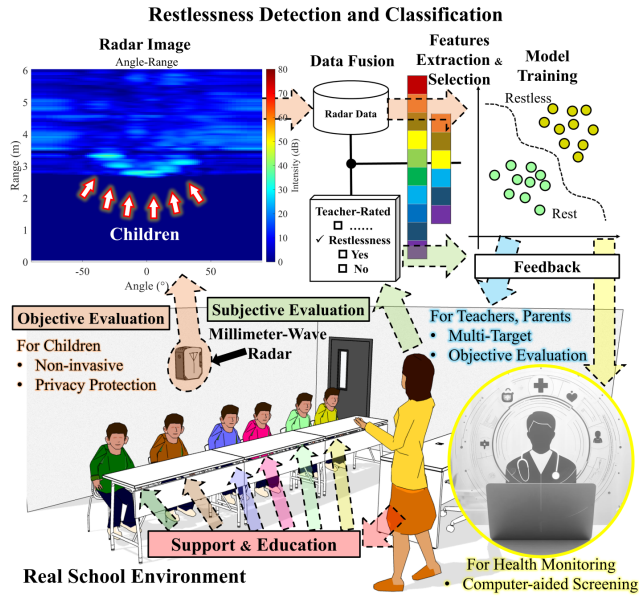 Restlessness Detection and Classification
Radar Image
Angle-Range
Range (m)
6
5
4
3
2
1
0
-50
0
50
Angle (°)
Children
80
70
60
50
40
30
20
10
0
Intensity (dB)
Data Fusion
Radar Data
Teacher-Rated
☐ ……
✓ Restlessness
☐ Yes
☐ No
Features
Extraction &
Selection
Model
Training
Restless
Rest
Feedback
Objective Evaluation
For Children
• Non-invasive
• Privacy Protection
Subjective Evaluation
Millimeter-Wave
Radar
For Teachers, Parents
• Multi-Target
• Objective Evaluation
Support & Education
Real School Environment
For Health Monitoring
• Computer-aided Screening